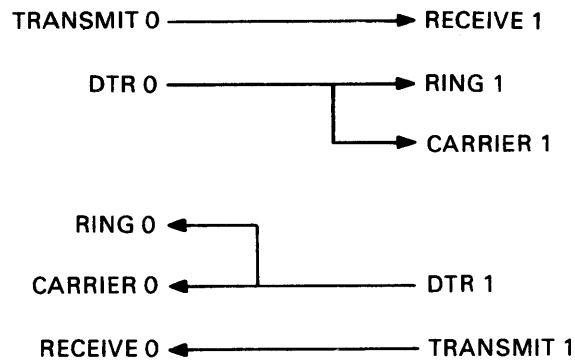 TRANSMIT 0 RECEIVE 1
DTR 0 RING 1
CARRIER 1
RING 0
CARRIER 0 DTR 1
RECEIVE 0 TRANSMIT 1